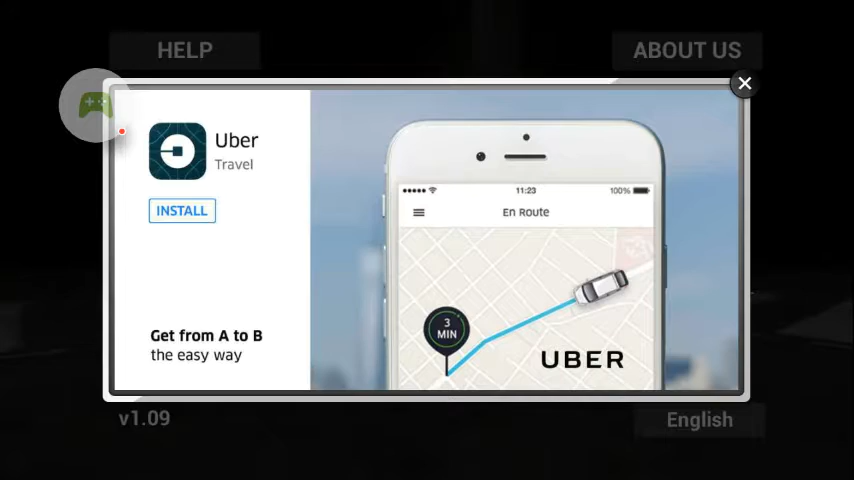 HELP
ABOUT US
Uber
Travel
INSTALL
Get from A to B
the easy way
11:23
100%
En Route
3
MIN
UBER
v1.09
English